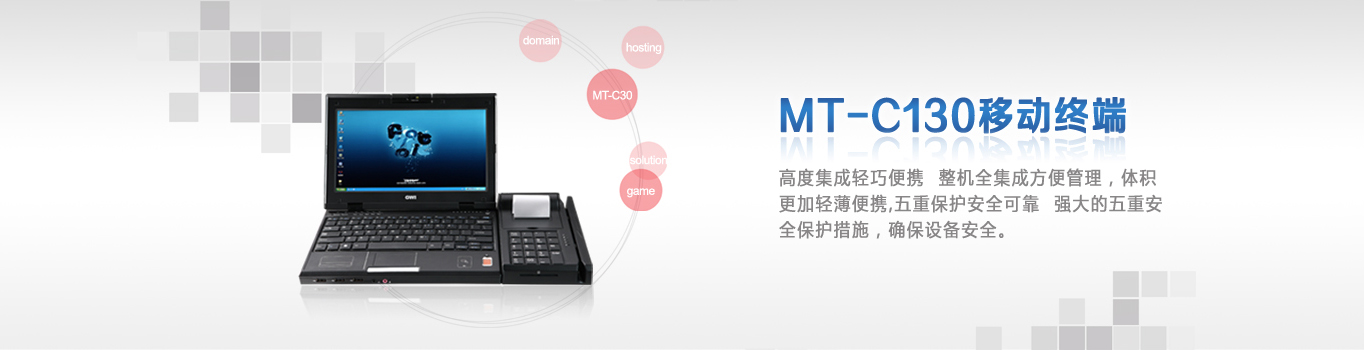 domain
hosting
MT-C30
solution
game
MT-C130移动终端
高度集成轻巧便携 整机全集成方便管理，体积
更加轻薄便携,五重保护安全可靠 强大的五重安
全保护措施，确保设备安全。